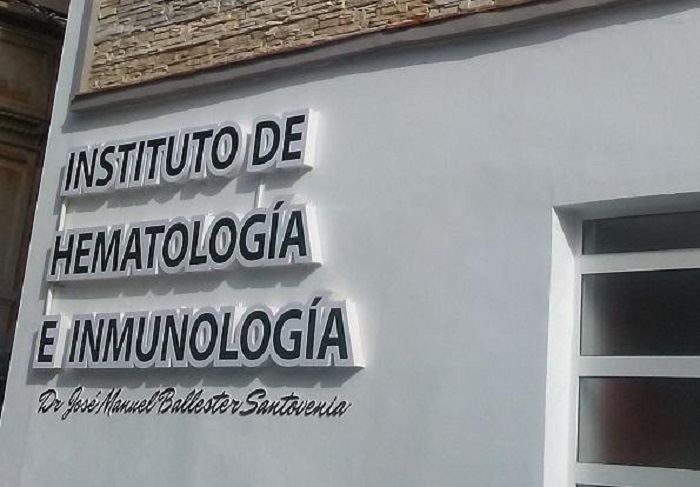 INSTITUTO DE
HEMATOLOGÍA
E INMUNOLOGÍA
Dr José Manuel Ballester Santovenia